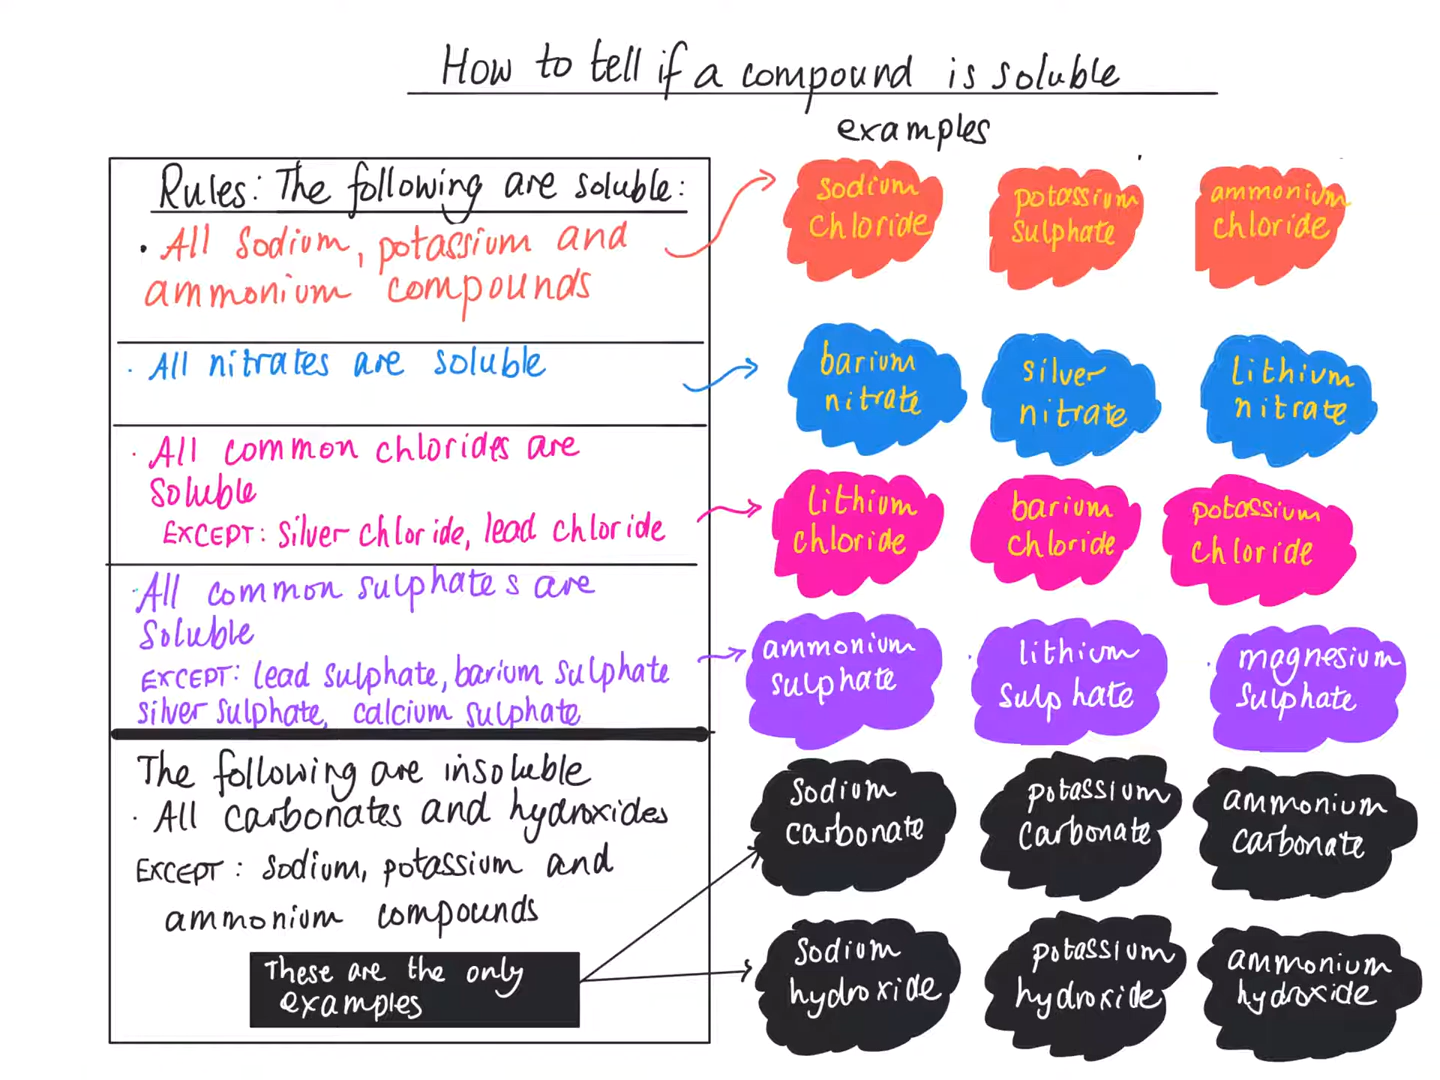 How to tell if a compound is soluble
examples
Rules: The following are soluble:
• All sodium, potassium and
ammonium compounds
sodium
chloride
potassium
sulphate
ammonium
chloride
· All nitrates are soluble
barium
nitrate
silver
nitrate
lithium
nitrate
· All common chlorides are
soluble
EXCEPT: silver chloride, lead chloride
lithium
chloride
barium
chloride
potassium
chloride
· All common sulphates are
soluble
EXCEPT: lead sulphate, barium sulphate
silver sulphate, calcium sulphate
ammonium
sulphate
lithium
sulphate
magnesium
sulphate
The following are insoluble
· All carbonates and hydroxides
EXCEPT: sodium, potassium and
ammonium compounds
These are the only
examples
sodium
carbonate
potassium
carbonate
ammonium
carbonate
sodium
hydroxide
potassium
hydroxide
ammonium
hydroxide